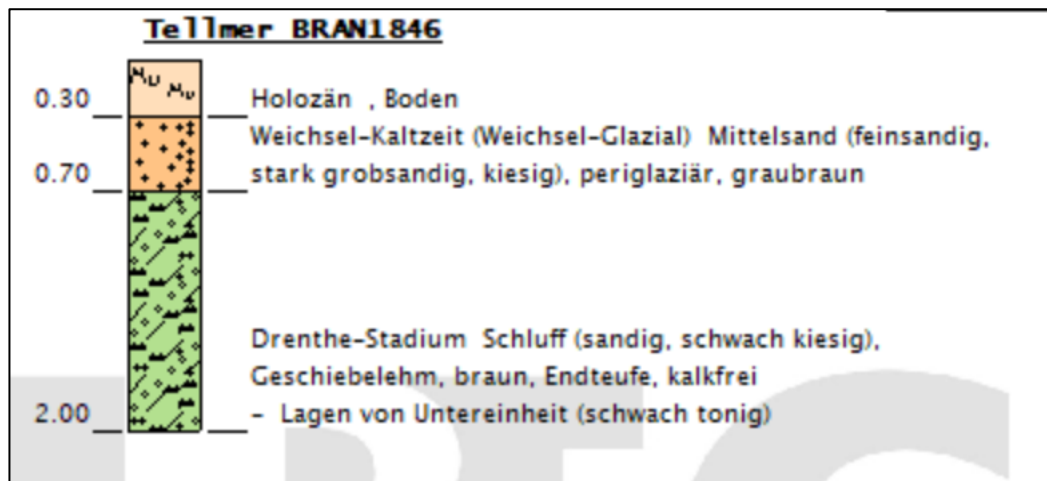 Tellmer BRAN1846
0.30 Holozän , Boden
Weichsel-Kaltzeit (Weichsel-Glazial) Mittelsand (feinsandig,
0.70 stark grobsandig, kiesig), periglaziär, graubraun
Drenthe-Stadium Schluff (sandig, schwach kiesig),
Geschiebelehm, braun, Endteufe, kalkfrei
2.00 - Lagen von Untereinheit (schwach tonig)